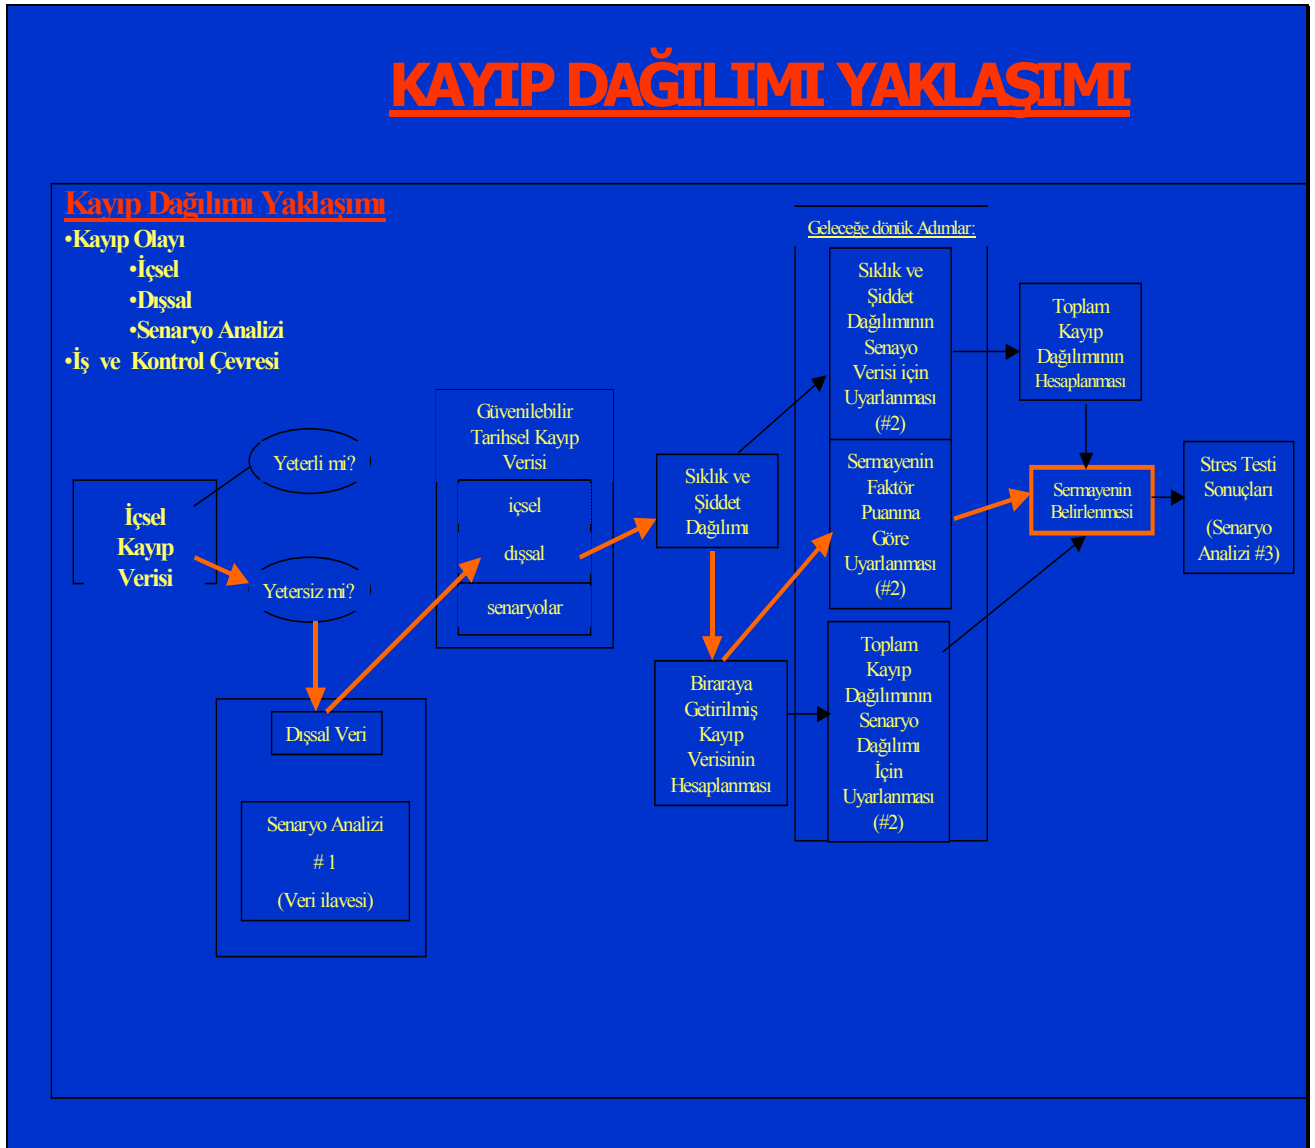 KAYIP DAĞILIMI YAKLAŞIMI
Kayıp Dağılımı Yaklaşımı
•Kayıp Olayı
•İçsel
•Dışsal
•Senaryo Analizi
•İş ve Kontrol Çevresi
İçsel
Kayıp
Verisi
Yeterli mi?
Yetersiz mi?
Dışsal Veri
Senaryo Analizi
# 1
(Veri ilavesi)
Güvenilebilir
Tarihsel Kayıp
Verisi
içsel
dışsal
senaryolar
Sıklık ve
Şiddet
Dağılımı
Biraraya
Getirilmiş
Kayıp
Verisinin
Hesaplanması
Geleceğe dönük Adımlar:
Sıklık ve
Şiddet
Dağılımının
Senayo
Verisi için
Uyarlanması
(#2)
Sermayenin
Faktör
Puanına
Göre
Uyarlanması
(#2)
Toplam
Kayıp
Dağılımının
Senaryo
Dağılımı
İçin
Uyarlanması
(#2)
Toplam
Kayıp
Dağılımının
Hesaplanması
Sermayenin
Belirlenmesi
Stres Testi
Sonuçları
(Senaryo
Analizi #3)